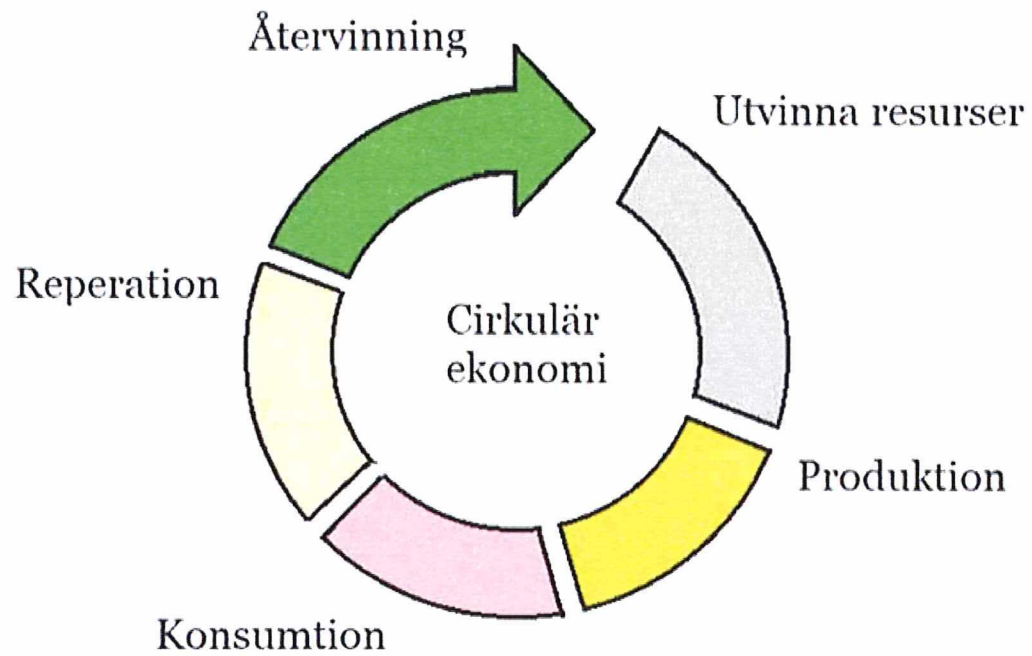 Återvinning
Utvinna resurser
Reperation
Cirkulär
ekonomi
Produktion
Konsumtion